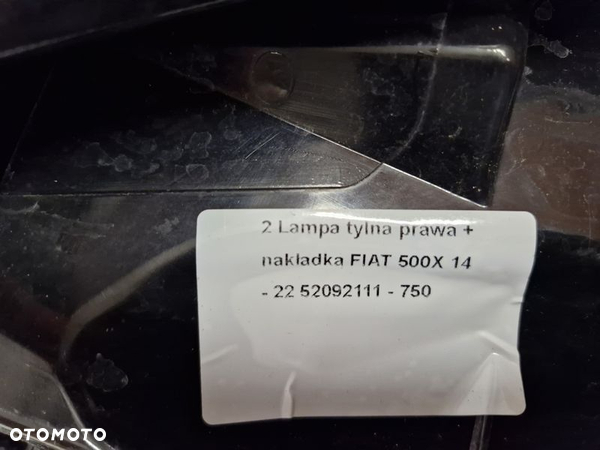 2 Lampa tylna prawa +
nakładka FIAT 500X 14
- 22 52092111 - 750
OTOMOTO